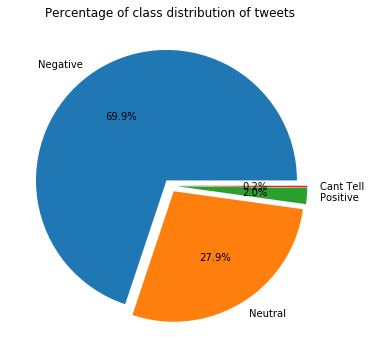 Percentage of class distribution of tweets
Negative
69.9%
0.2%
Cant Tell
2.0%
Positive
27.9%
Neutral